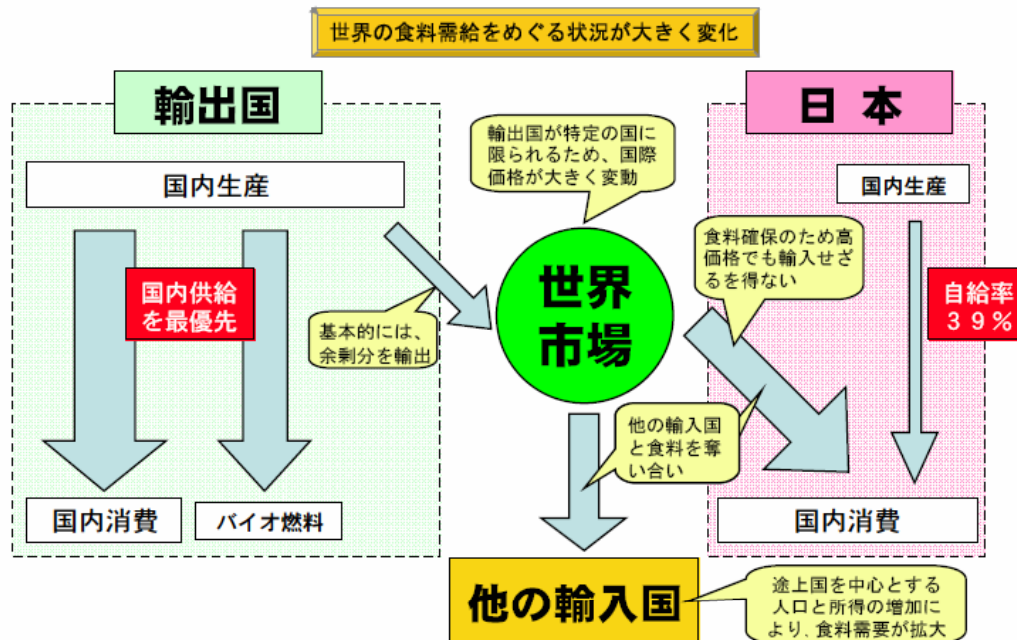 世界の食料需給をめぐる状況が大きく変化
輸出国
国内生産
国内供給
を最優先
基本的には、
余剰分を輸出
国内消費
バイオ燃料
輸出国が特定の国に
限られるため、国際
価格が大きく変動
世界
市場
他の輸入国
と食料を奪
い合い
他の輸入国
途上国を中心とする
人口と所得の増加に
より、食料需要が拡大
日 本
国内生産
食料確保のため高
価格でも輸入せざ
るを得ない
自給率
３９％
国内消費